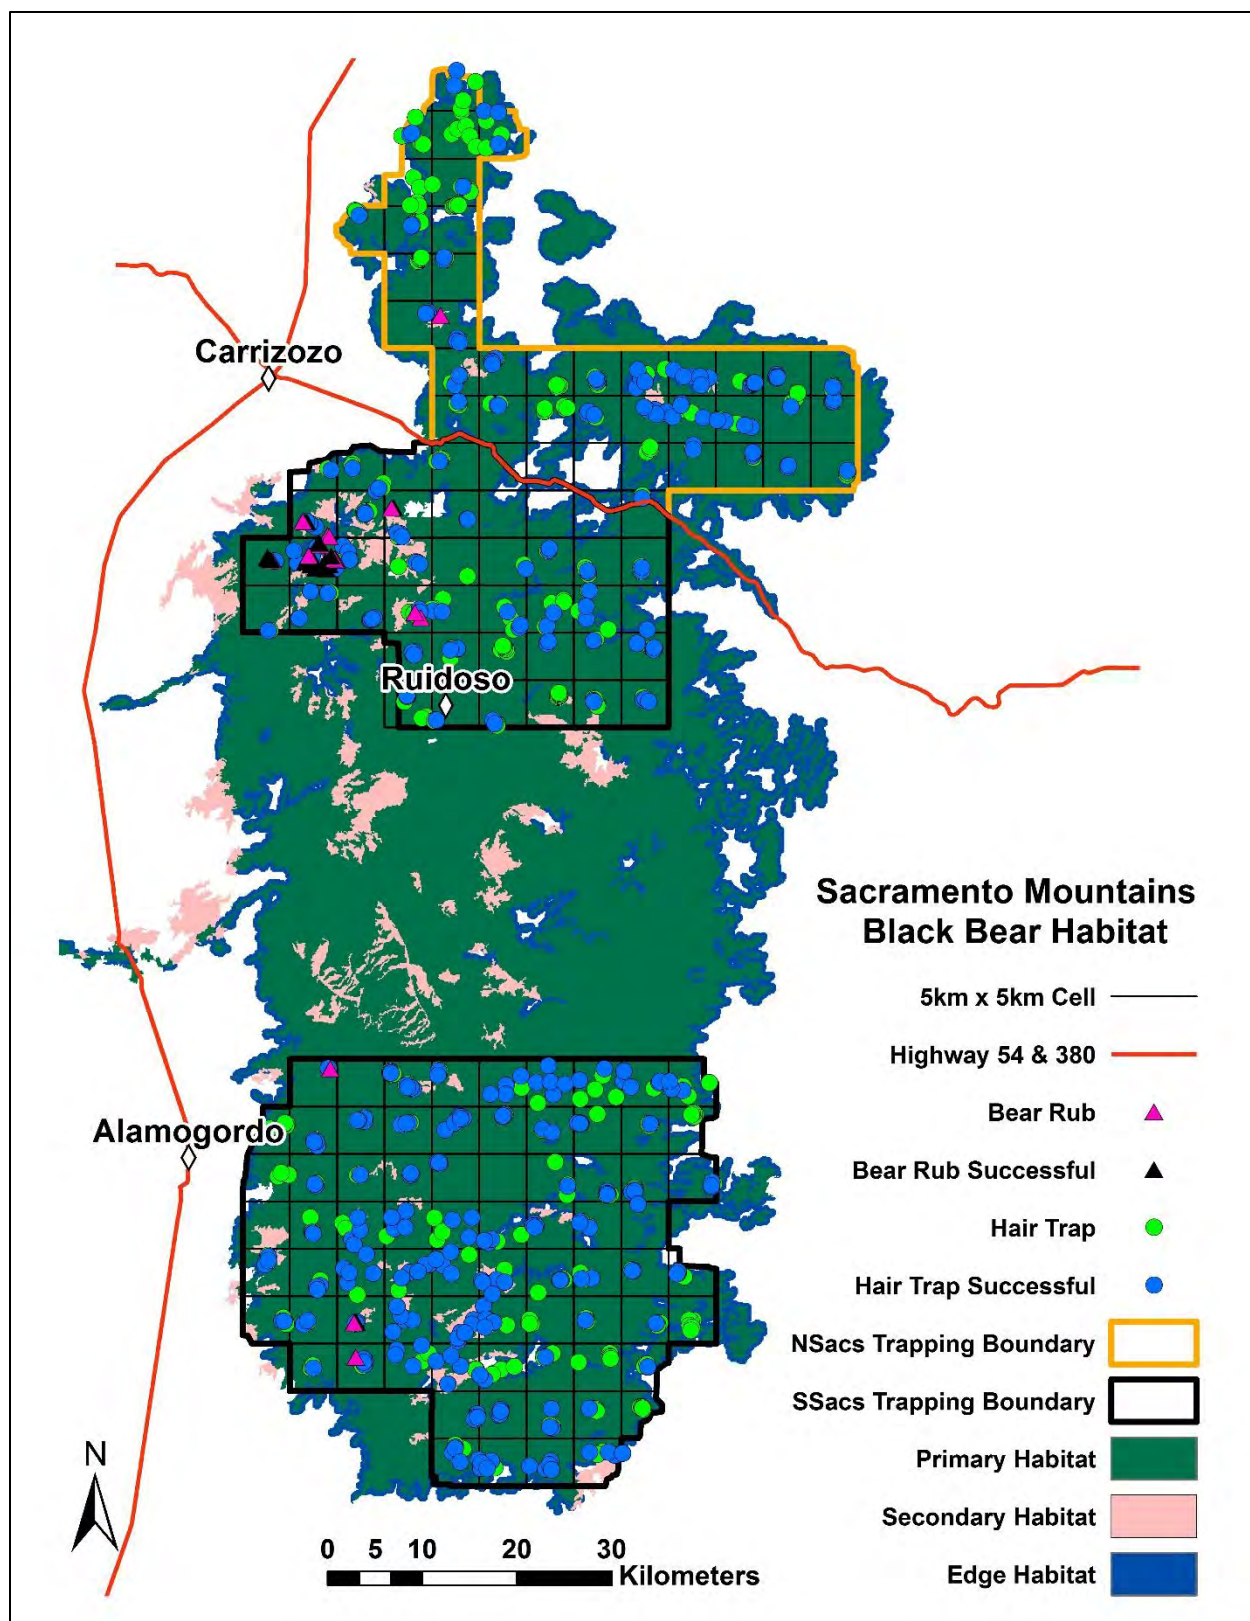 Carrizozo
Ruidoso
Alamogordo
Sacramento Mountains
Black Bear Habitat
5km x 5km Cell
Highway 54 & 380
Bear Rub
Bear Rub Successful
Hair Trap
Hair Trap Successful
NSacs Trapping Boundary
SSacs Trapping Boundary
Primary Habitat
Secondary Habitat
Edge Habitat
N
0 5 10 20 30
Kilometers